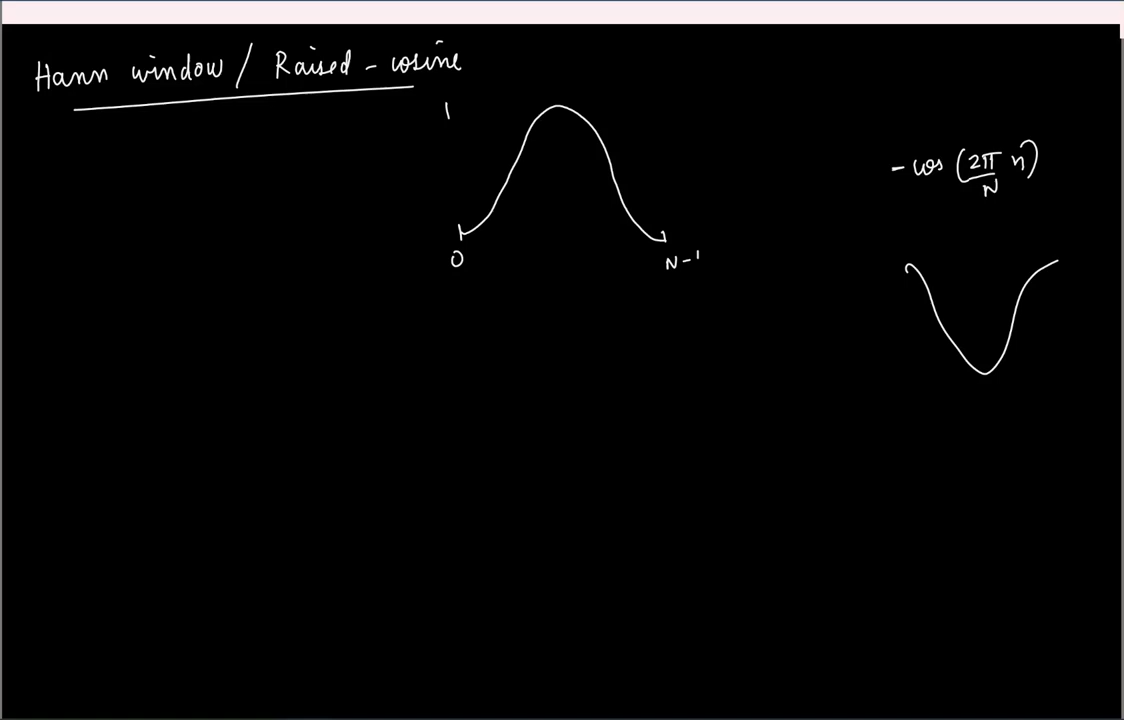 Hann window / Raised - cosine
1
- cos (2π/N n)
0
N-1